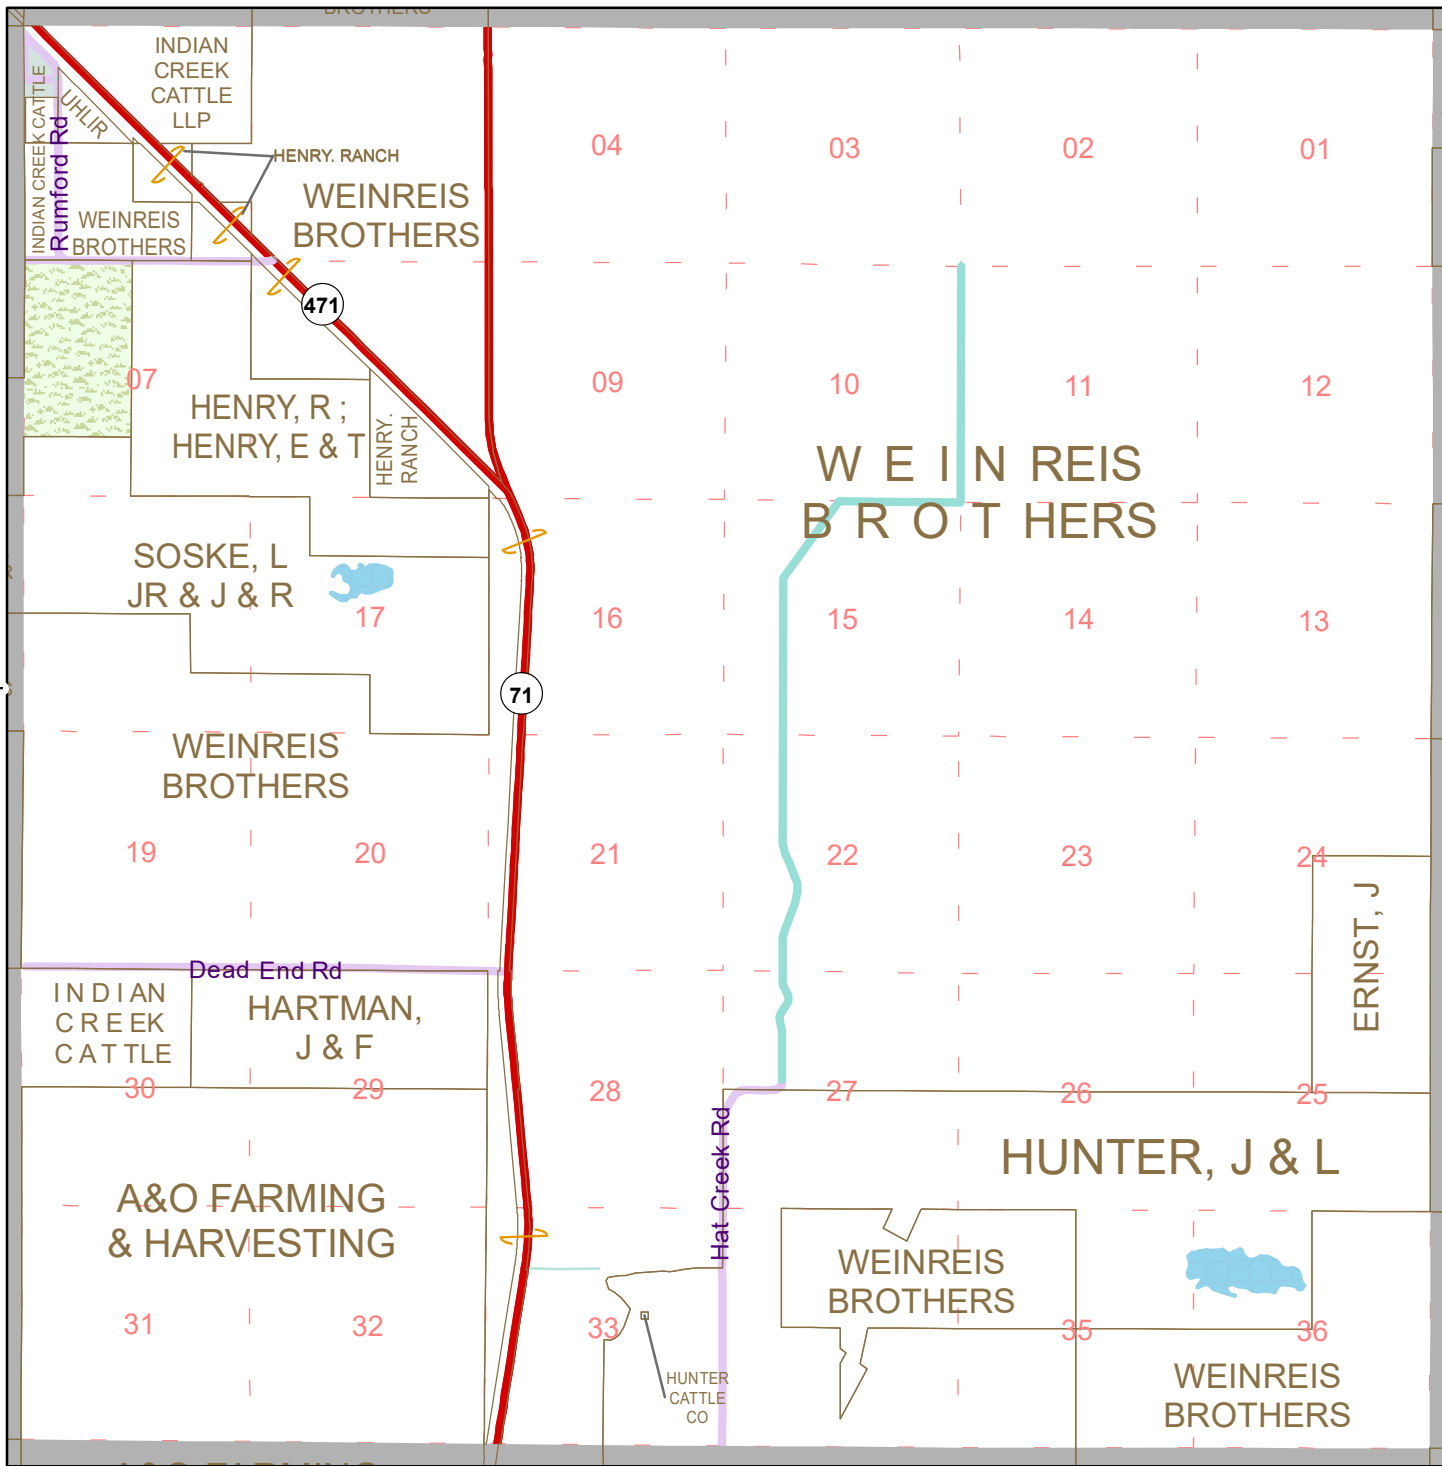 BROTHERS
INDIAN
CREEK
CATTLE
LLP
INDIAN CREEK CATTLE
UHLIR
Rumford Rd
HENRY. RANCH
WEINREIS
BROTHERS
WEINREIS
BROTHERS
04
03
02
01
471
07
HENRY, R ;
HENRY, E & T
HENRY.
RANCH
09
10
11
12
W E I N REIS
B R O T HERS
SOSKE, L
JR & J & R
17
16
15
14
13
71
WEINREIS
BROTHERS
19
20
21
22
23
24
ERNST, J
Dead End Rd
INDIAN
CREEK
CATTLE
HARTMAN,
J & F
30
29
28
27
26
25
Hat Creek Rd
HUNTER, J & L
A&O FARMING
& HARVESTING
WEINREIS
BROTHERS
31
32
33
35
36
HUNTER
CATTLE
CO
WEINREIS
BROTHERS
A&O FARMING